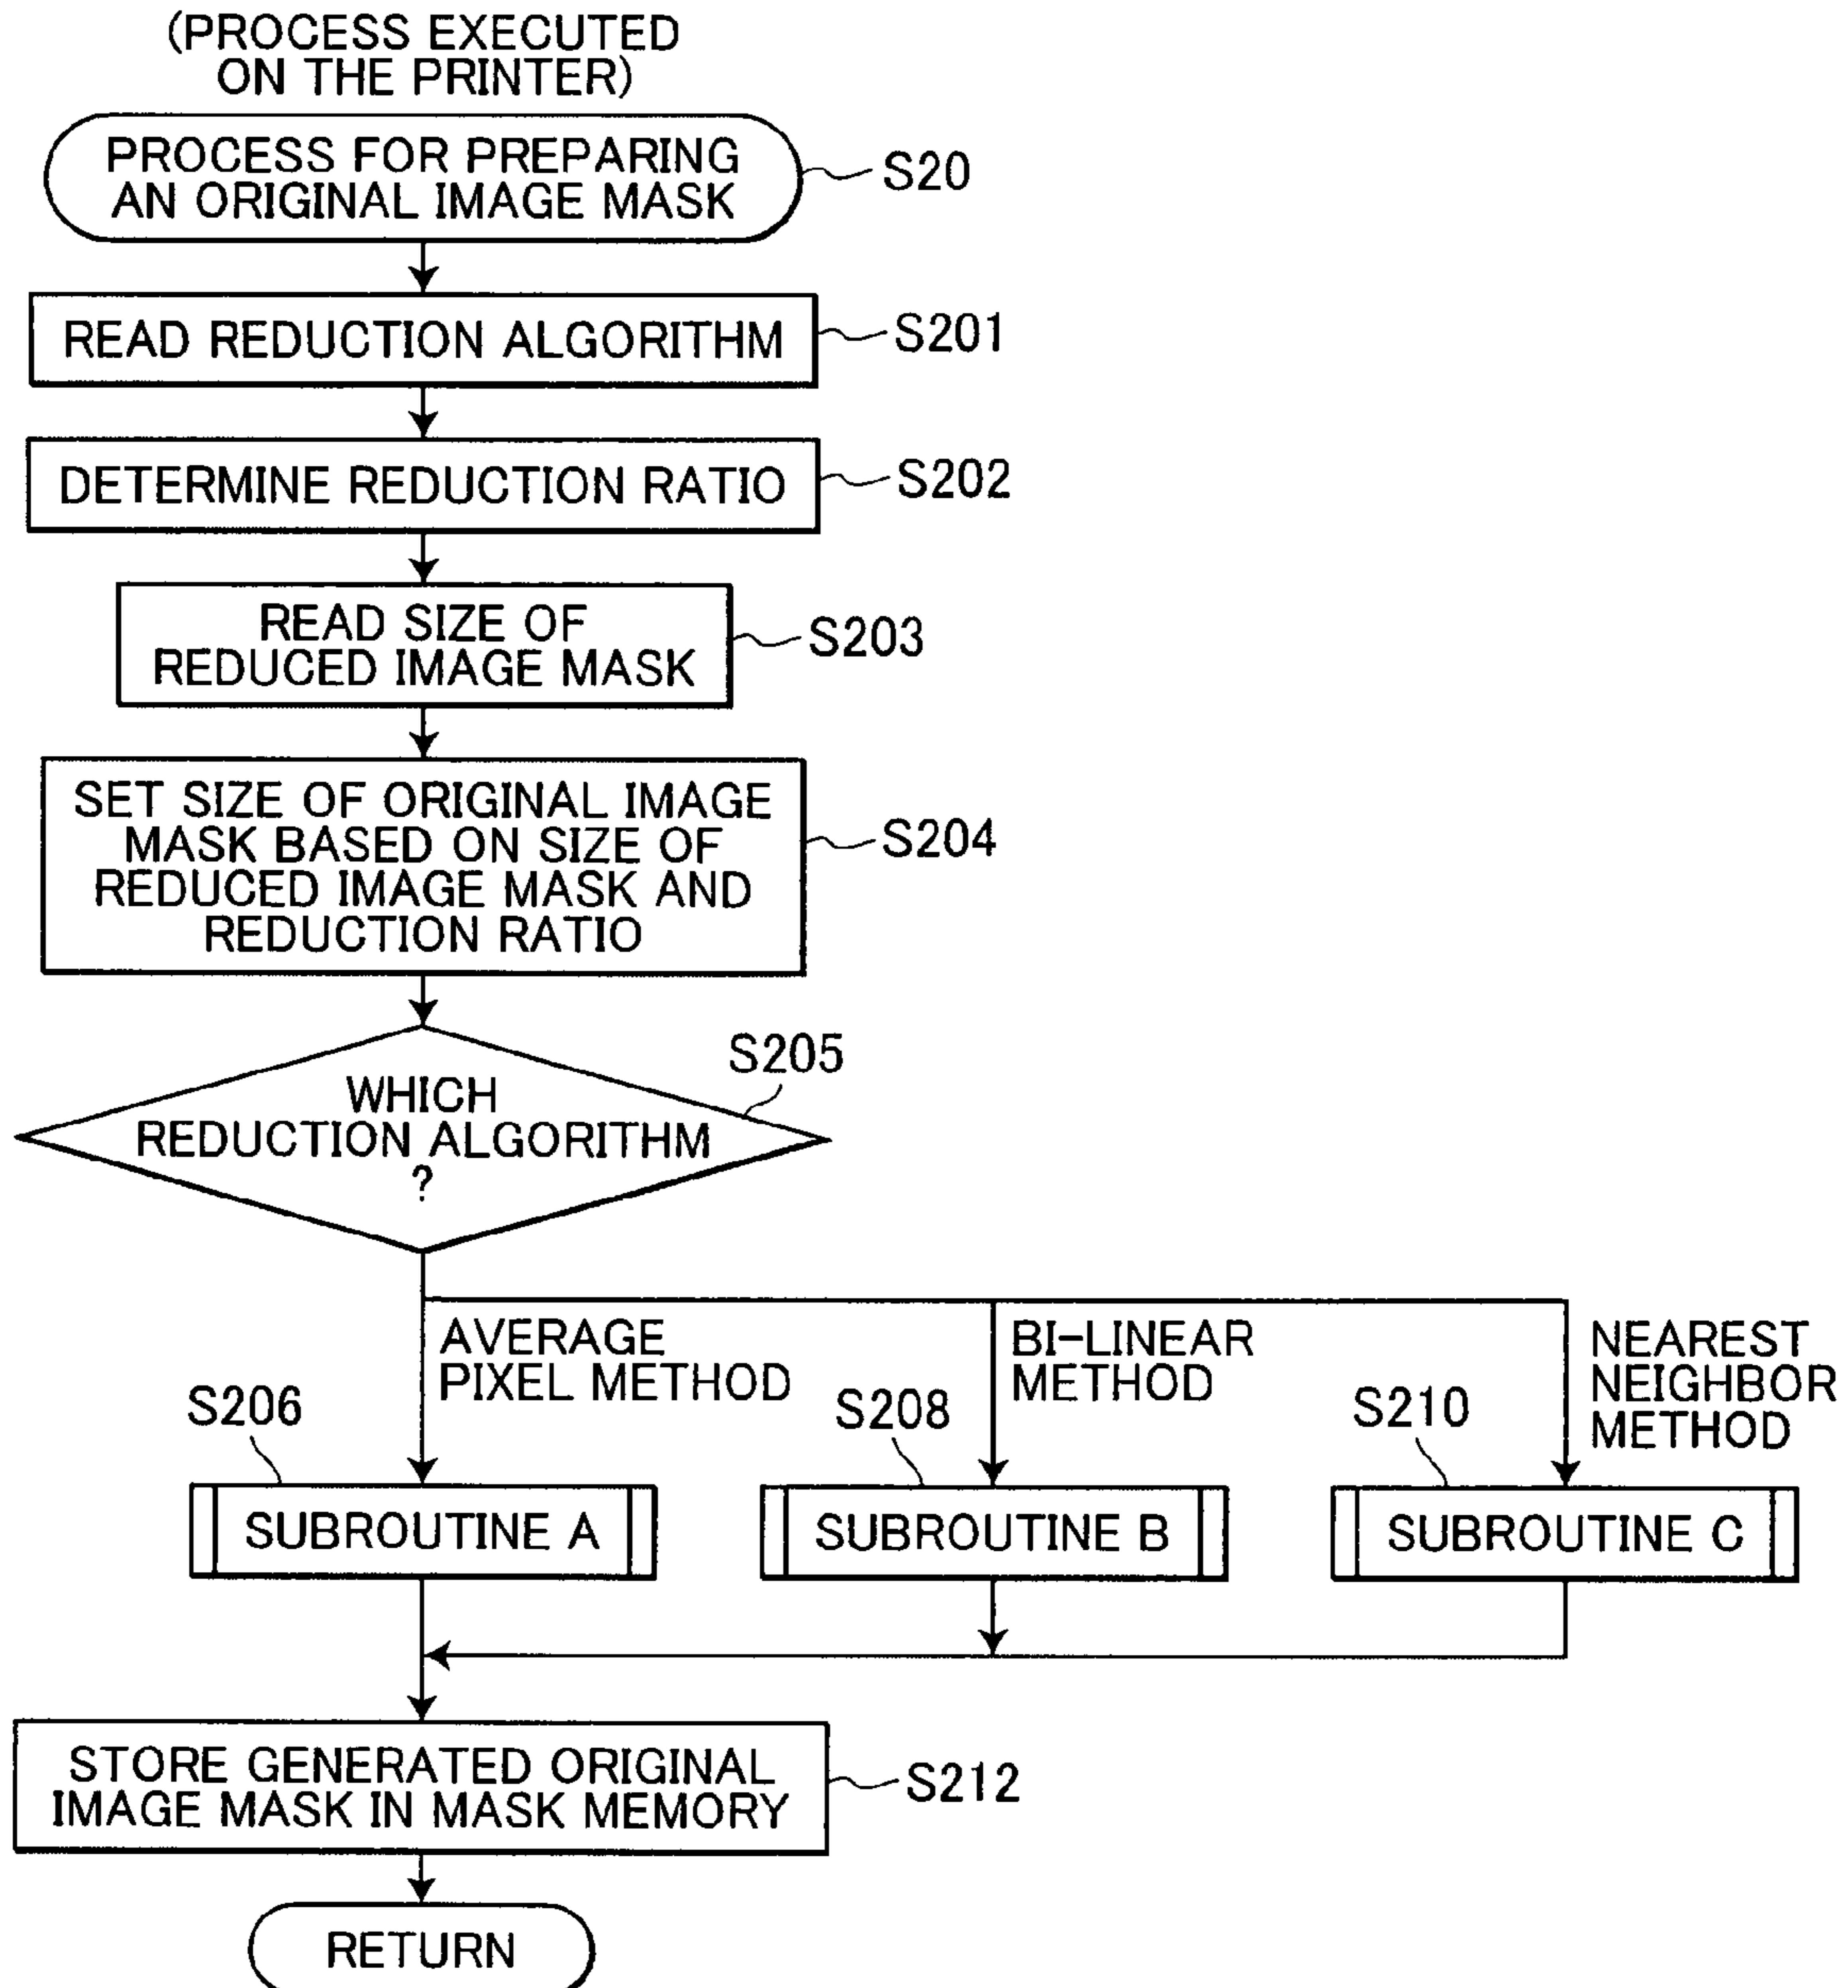 (PROCESS EXECUTED
ON THE PRINTER)
PROCESS FOR PREPARING
AN ORIGINAL IMAGE MASK
S20
READ REDUCTION ALGORITHM
S201
DETERMINE REDUCTION RATIO
S202
READ SIZE OF
REDUCED IMAGE MASK
S203
SET SIZE OF ORIGINAL IMAGE
MASK BASED ON SIZE OF
REDUCED IMAGE MASK AND
REDUCTION RATIO
S204
S205
WHICH
REDUCTION ALGORITHM
?
AVERAGE
PIXEL METHOD
BI-LINEAR
METHOD
NEAREST
NEIGHBOR
METHOD
S206
S208
S210
SUBROUTINE A
SUBROUTINE B
SUBROUTINE C
STORE GENERATED ORIGINAL
IMAGE MASK IN MASK MEMORY
S212
RETURN